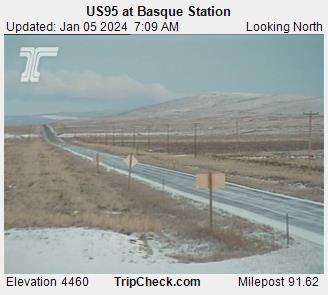 US95 at Basque Station
Updated: Jan 05 2024 7:09 AM Looking North
Elevation 4460 TripCheck.com Milepost 91.62